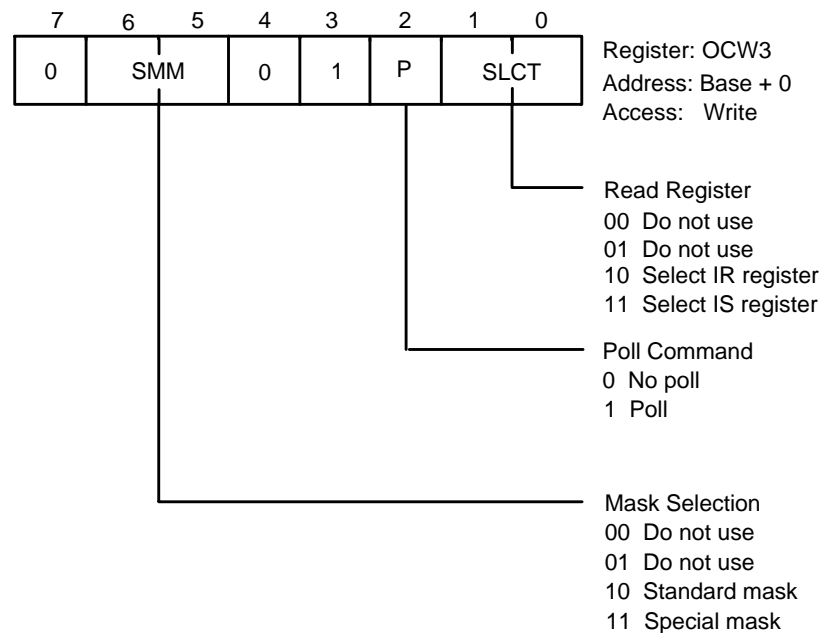 7 6 5 4 3 2 1 0
0 SMM 0 1 P SLCT
Register: OCW3
Address: Base + 0
Access: Write
Read Register
00 Do not use
01 Do not use
10 Select IR register
11 Select IS register
Poll Command
0 No poll
1 Poll
Mask Selection
00 Do not use
01 Do not use
10 Standard mask
11 Special mask